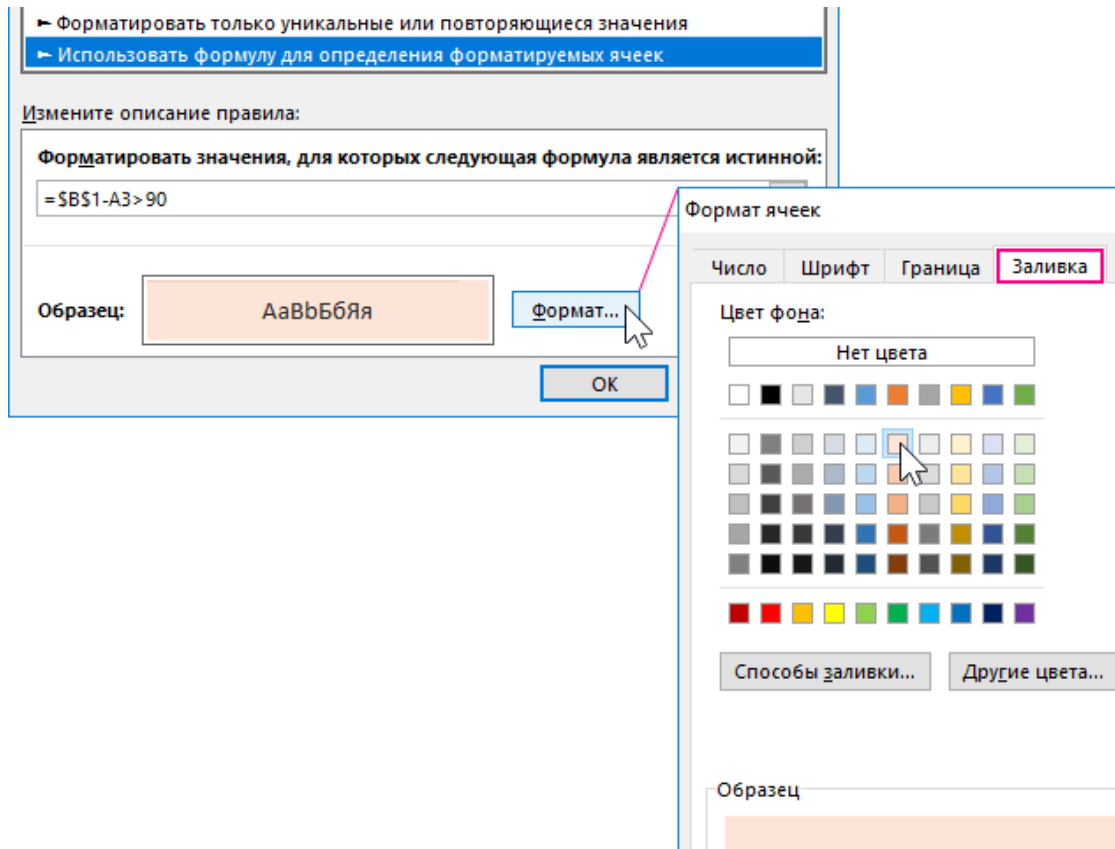 Форматировать только уникальные или повторяющиеся значения
Использовать формулу для определения форматируемых ячеек
Измените описание правила:
Форматировать значения, для которых следующая формула является истинной:
=$B$1-A3>90
Образец:
АаВbБбЯя
Формат...
ОК
Формат ячеек
Число
Шрифт
Граница
Заливка
Цвет фона:
Нет цвета
Способы заливки...
Другие цвета...
Образец